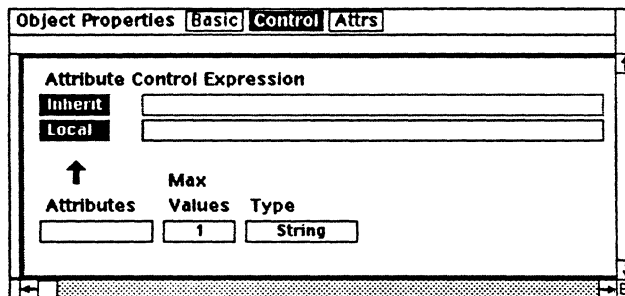 Object Properties Basic Control Attrs
Attribute Control Expression
Inherit
Local
Max
Attributes Values Type
1 String